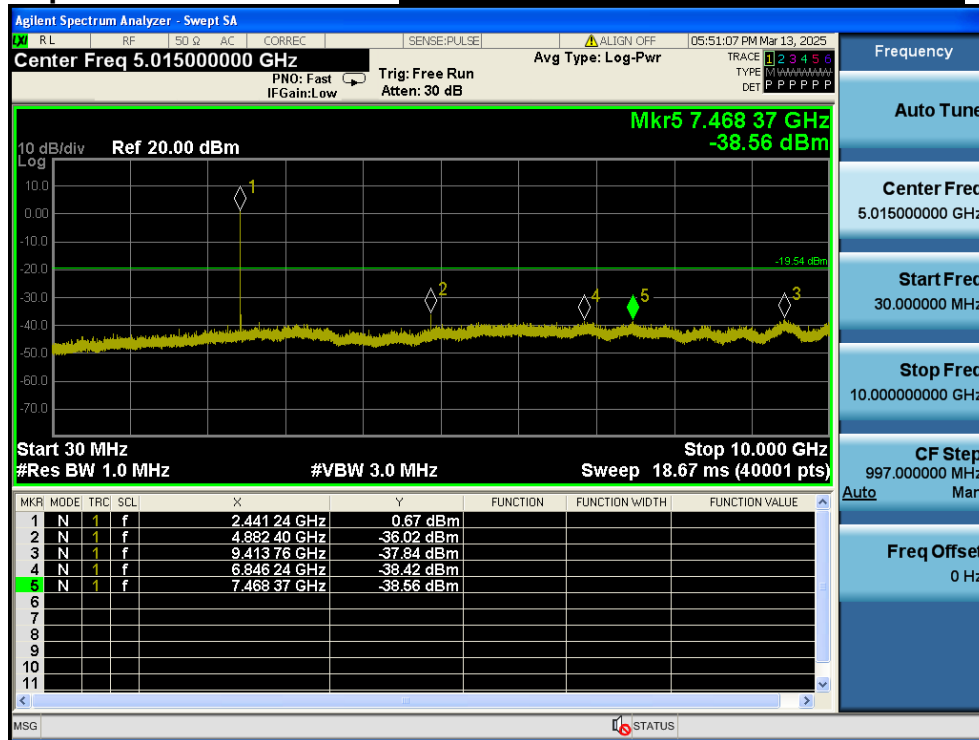 Agilent Spectrum Analyzer - Swept SA
LXI RL RF 50 Ω AC CORREC SENSE:PULSE ALIGN OFF 05:51:07 PM Mar 13, 2025
Center Freq 5.015000000 GHz Avg Type: Log-Pwr TRACE 1 2 3 4 5 6
PNO: Fast Trig: Free Run TYPE M WWWWW
IFGain:Low Atten: 30 dB DET P P P P P P
Mkr5 7.468 37 GHz
10 dB/div Ref 20.00 dBm -38.56 dBm
Log
10.0
0.00
-10.0
-20.0
-30.0
-40.0
-50.0
-60.0
-70.0
1
-19.54 dBm
2
4
5
3
Start 30 MHz Stop 10.000 GHz
#Res BW 1.0 MHz #VBW 3.0 MHz Sweep 18.67 ms (40001 pts)
MKR MODE TRC SCL X Y FUNCTION FUNCTION WIDTH FUNCTION VALUE
1 N 1 f 2.441 24 GHz 0.67 dBm
2 N 1 f 4.882 40 GHz -36.02 dBm
3 N 1 f 9.413 76 GHz -37.84 dBm
4 N 1 f 6.846 24 GHz -38.42 dBm
5 N 1 f 7.468 37 GHz -38.56 dBm
6
7
8
9
10
11
MSG STATUS
Frequency
Auto Tune
Center Freq
5.015000000 GHz
Start Freq
30.000000 MHz
Stop Freq
10.000000000 GHz
CF Step
997.000000 MHz
Auto Man
Freq Offset
0 Hz